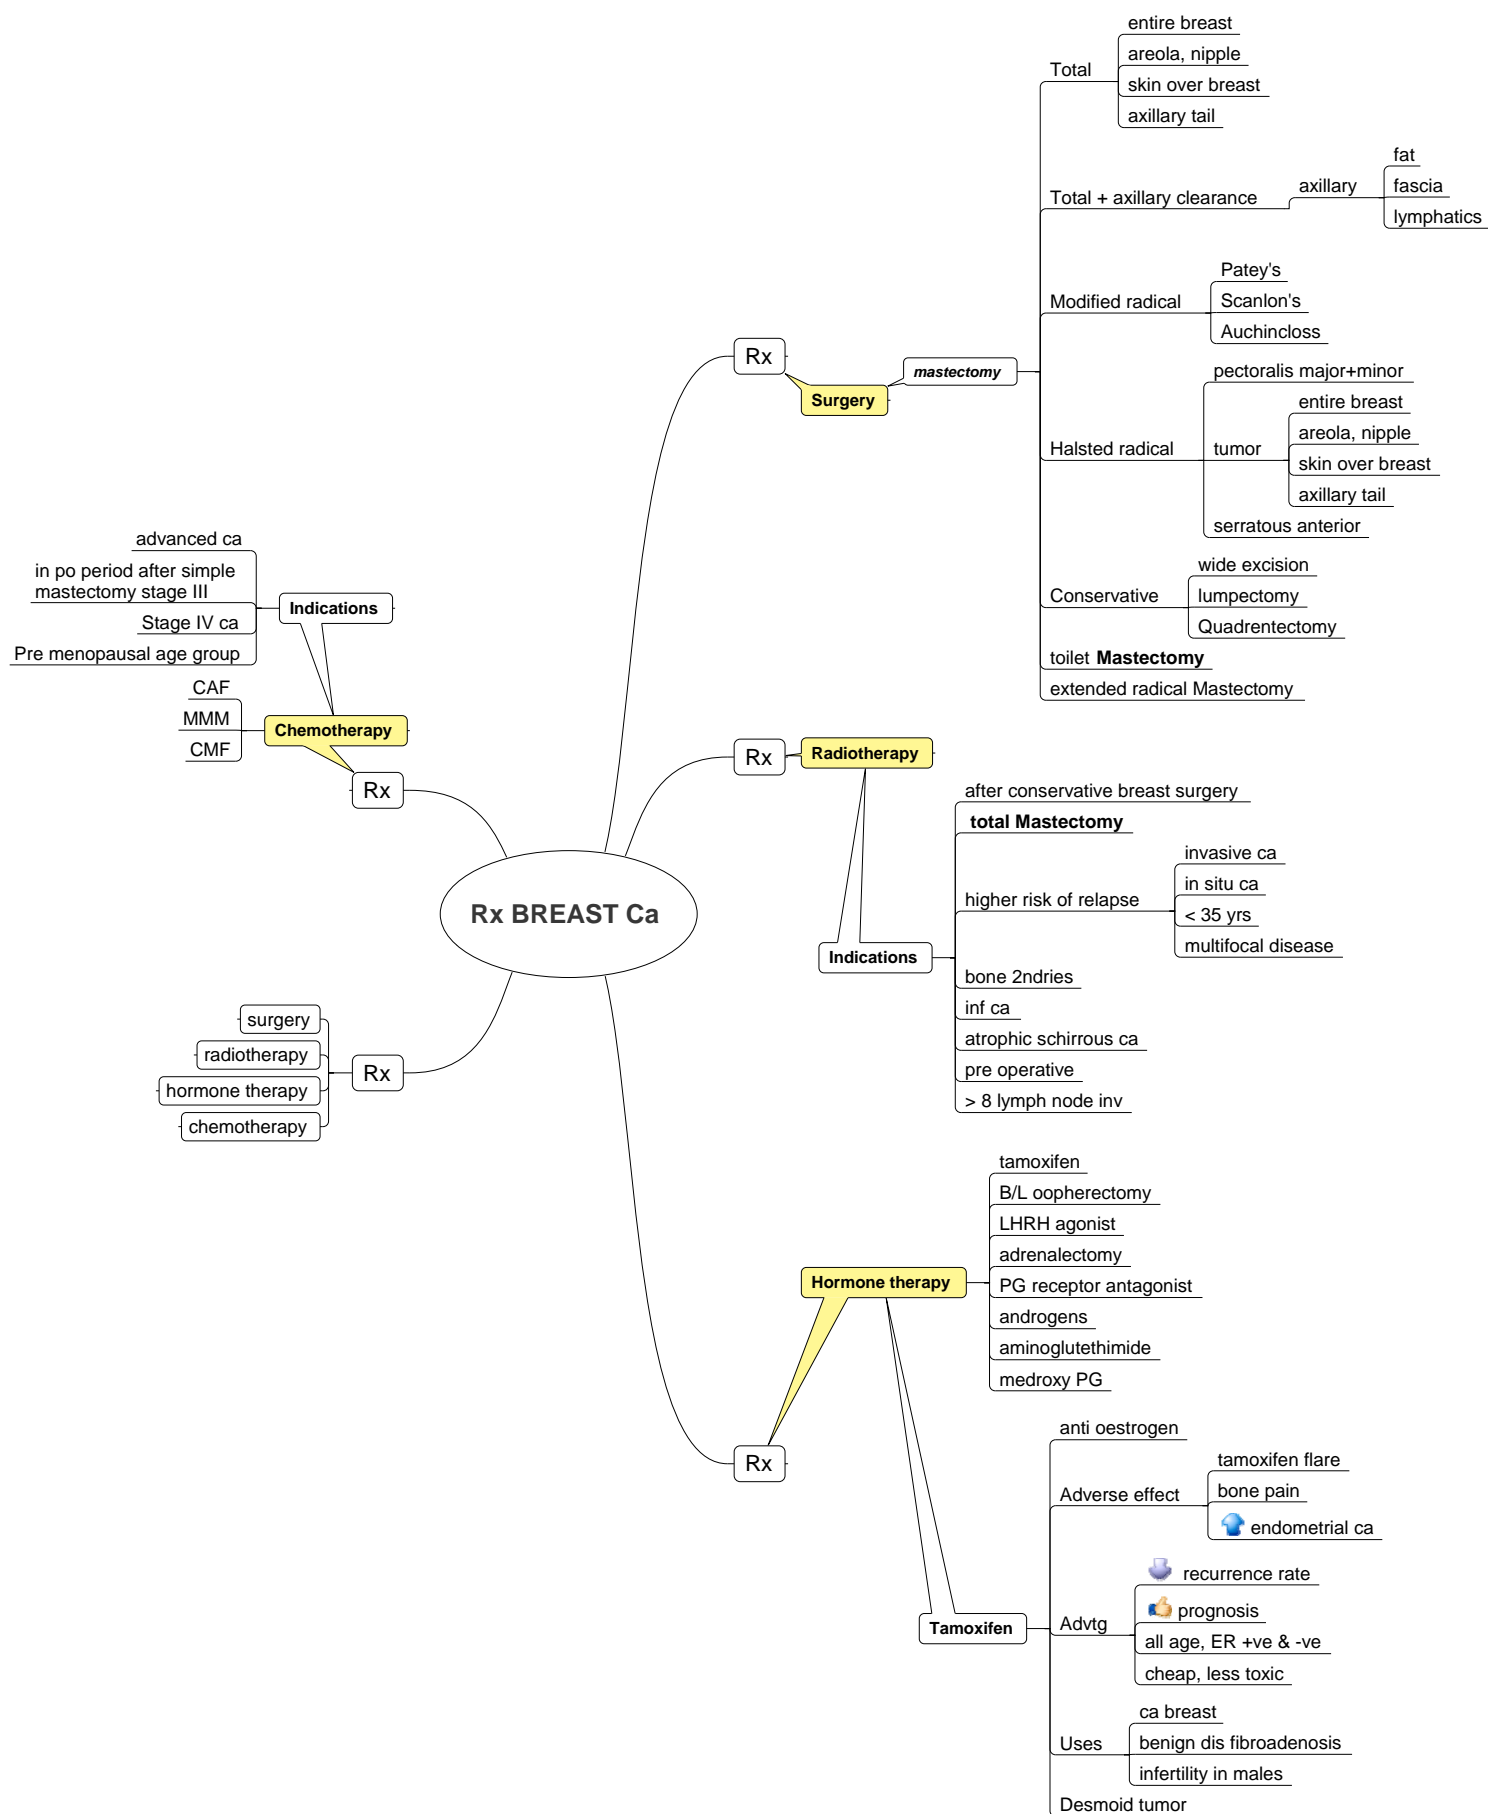 Rx BREAST Ca
Rx
Surgery
mastectomy
Total
entire breast
areola, nipple
skin over breast
axillary tail
Total + axillary clearance
axillary
fat
fascia
lymphatics
Modified radical
Patey's
Scanlon's
Auchincloss
Halsted radical
pectoralis major+minor
tumor
entire breast
areola, nipple
skin over breast
axillary tail
serratous anterior
Conservative
wide excision
lumpectomy
Quadrentectomy
toilet Mastectomy
extended radical Mastectomy
Rx
Radiotherapy
Indications
after conservative breast surgery
total Mastectomy
higher risk of relapse
invasive ca
in situ ca
< 35 yrs
multifocal disease
bone 2ndries
inf ca
atrophic schirrous ca
pre operative
> 8 lymph node inv
Rx
Hormone therapy
tamoxifen
B/L oopherectomy
LHRH agonist
adrenalectomy
PG receptor antagonist
androgens
aminoglutethimide
medroxy PG
Tamoxifen
anti oestrogen
Adverse effect
tamoxifen flare
bone pain
endometrial ca
Advtg
recurrence rate
prognosis
all age, ER +ve & -ve
cheap, less toxic
Uses
ca breast
benign dis fibroadenosis
infertility in males
Desmoid tumor
Rx
surgery
radiotherapy
hormone therapy
chemotherapy
Rx
Chemotherapy
Indications
advanced ca
in po period after simple
mastectomy stage III
Stage IV ca
Pre menopausal age group
CAF
MMM
CMF